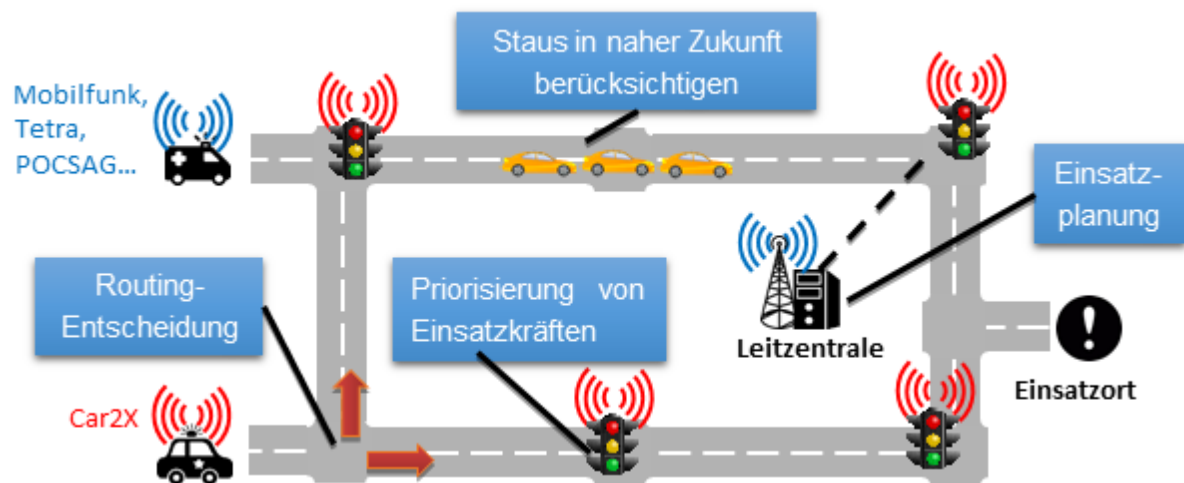 Staus in naher Zukunft
berücksichtigen
Mobilfunk,
Tetra,
POCSAG...
Einsatz-
planung
Routing-
Entscheidung
Priorisierung von
Einsatzkräften
Leitzentrale
Einsatzort
Car2X